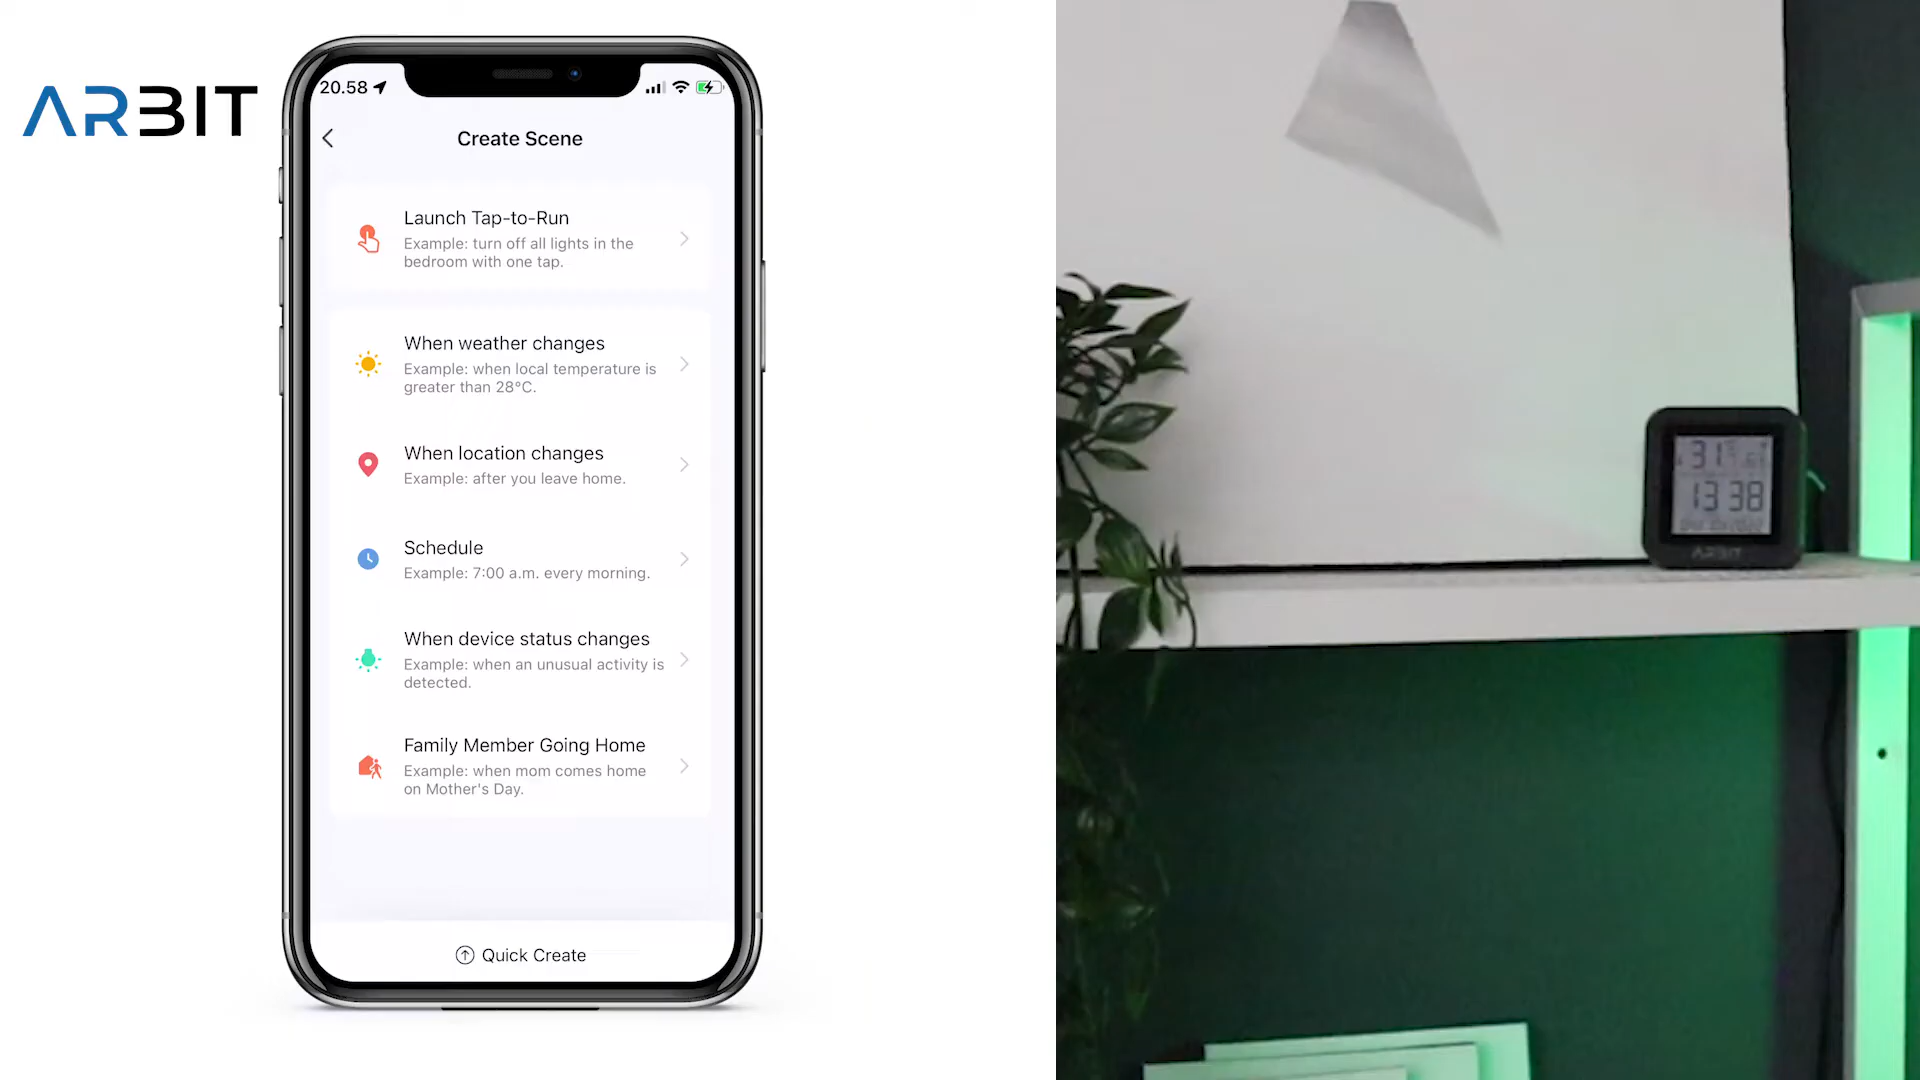 ARBIT
20.58
Create Scene
Launch Tap-to-Run
Example: turn off all lights in the
bedroom with one tap.
When weather changes
Example: when local temperature is
greater than 28°C.
When location changes
Example: after you leave home.
Schedule
Example: 7:00 a.m. every morning.
When device status changes
Example: when an unusual activity is
detected.
Family Member Going Home
Example: when mom comes home
on Mother's Day.
Quick Create
31
13 38
ARBIT